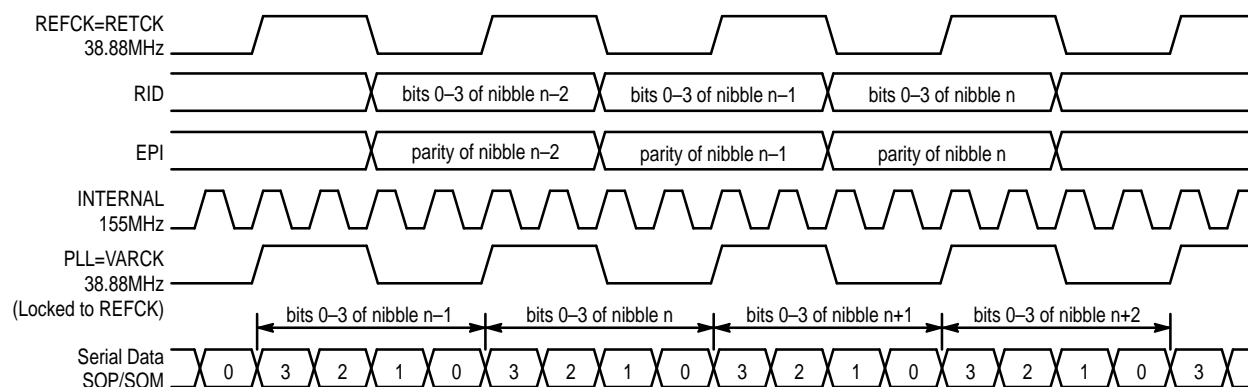 REFCK=RETCK
38.88MHz
RID
bits 0–3 of nibble n–2
bits 0–3 of nibble n–1
bits 0–3 of nibble n
EPI
parity of nibble n–2
parity of nibble n–1
parity of nibble n
INTERNAL
155MHz
PLL=VARCK
38.88MHz
(Locked to REFCK)
bits 0–3 of nibble n–1
bits 0–3 of nibble n
bits 0–3 of nibble n+1
bits 0–3 of nibble n+2
Serial Data
SOP/SOM
0 3 2 1 0 3 2 1 0 3 2 1 0 3 2 1 0 3